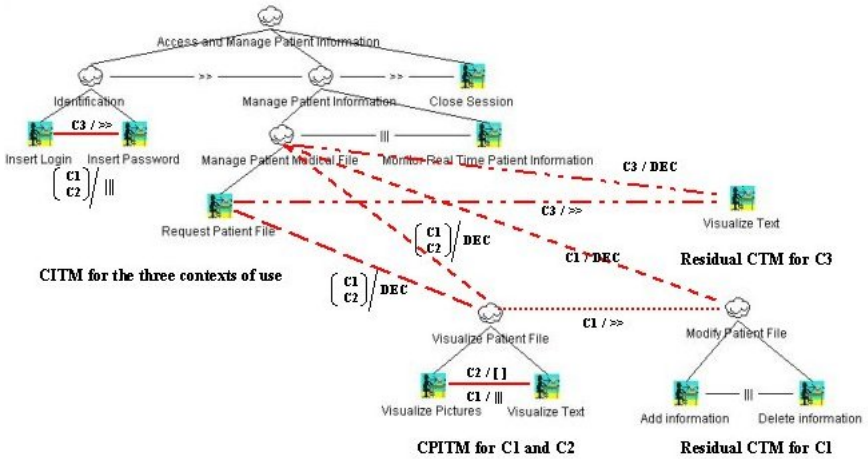 Access and Manage Patient Information
>> >>
Identification Manage Patient Information Close Session
C3 / >> |||
Insert Login Insert Password Manage Patient Medical File Monitor Real Time Patient Information
C1
C2 / |||
C3 / DEC
C3 / >>
Request Patient File Visualize Text
C1
C2 / DEC
C1 / DEC
CITM for the three contexts of use Residual CTM for C3
C1
C2 / DEC
C1 / >>
Visualize Patient File Modify Patient File
C2 / [ ]
C1 / ||| |||
Visualize Pictures Visualize Text Add information Delete information
CPITM for C1 and C2 Residual CTM for C1